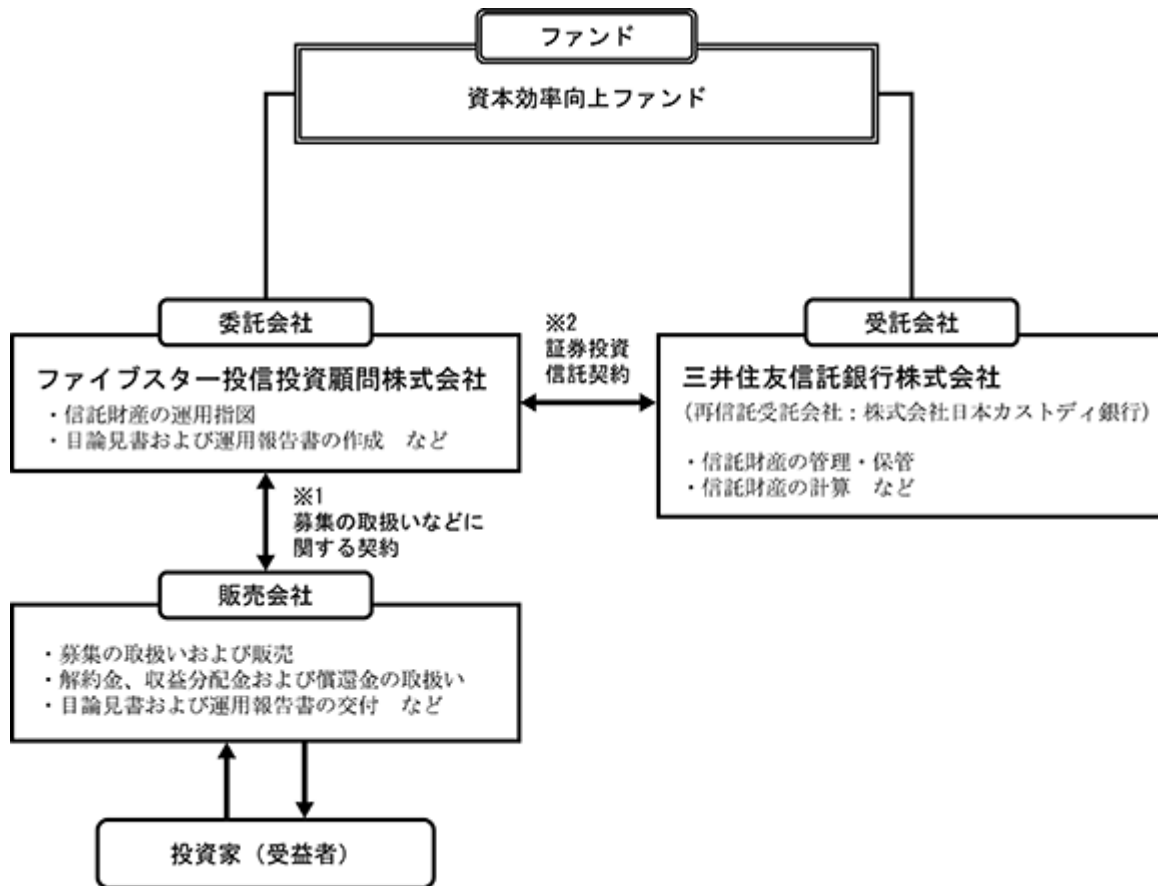 ファンド
資本効率向上ファンド
委託会社
ファイブスター投信投資顧問株式会社
・信託財産の運用指図
・目論見書および運用報告書の作成　など
※2
証券投資
信託契約
受託会社
三井住友信託銀行株式会社
(再信託受託会社：株式会社日本カストディ銀行)
・信託財産の管理・保管
・信託財産の計算　など
※1
募集の取扱いなどに
関する契約
販売会社
・募集の取扱いおよび販売
・解約金、収益分配金および償還金の取扱い
・目論見書および運用報告書の交付　など
投資家（受益者）